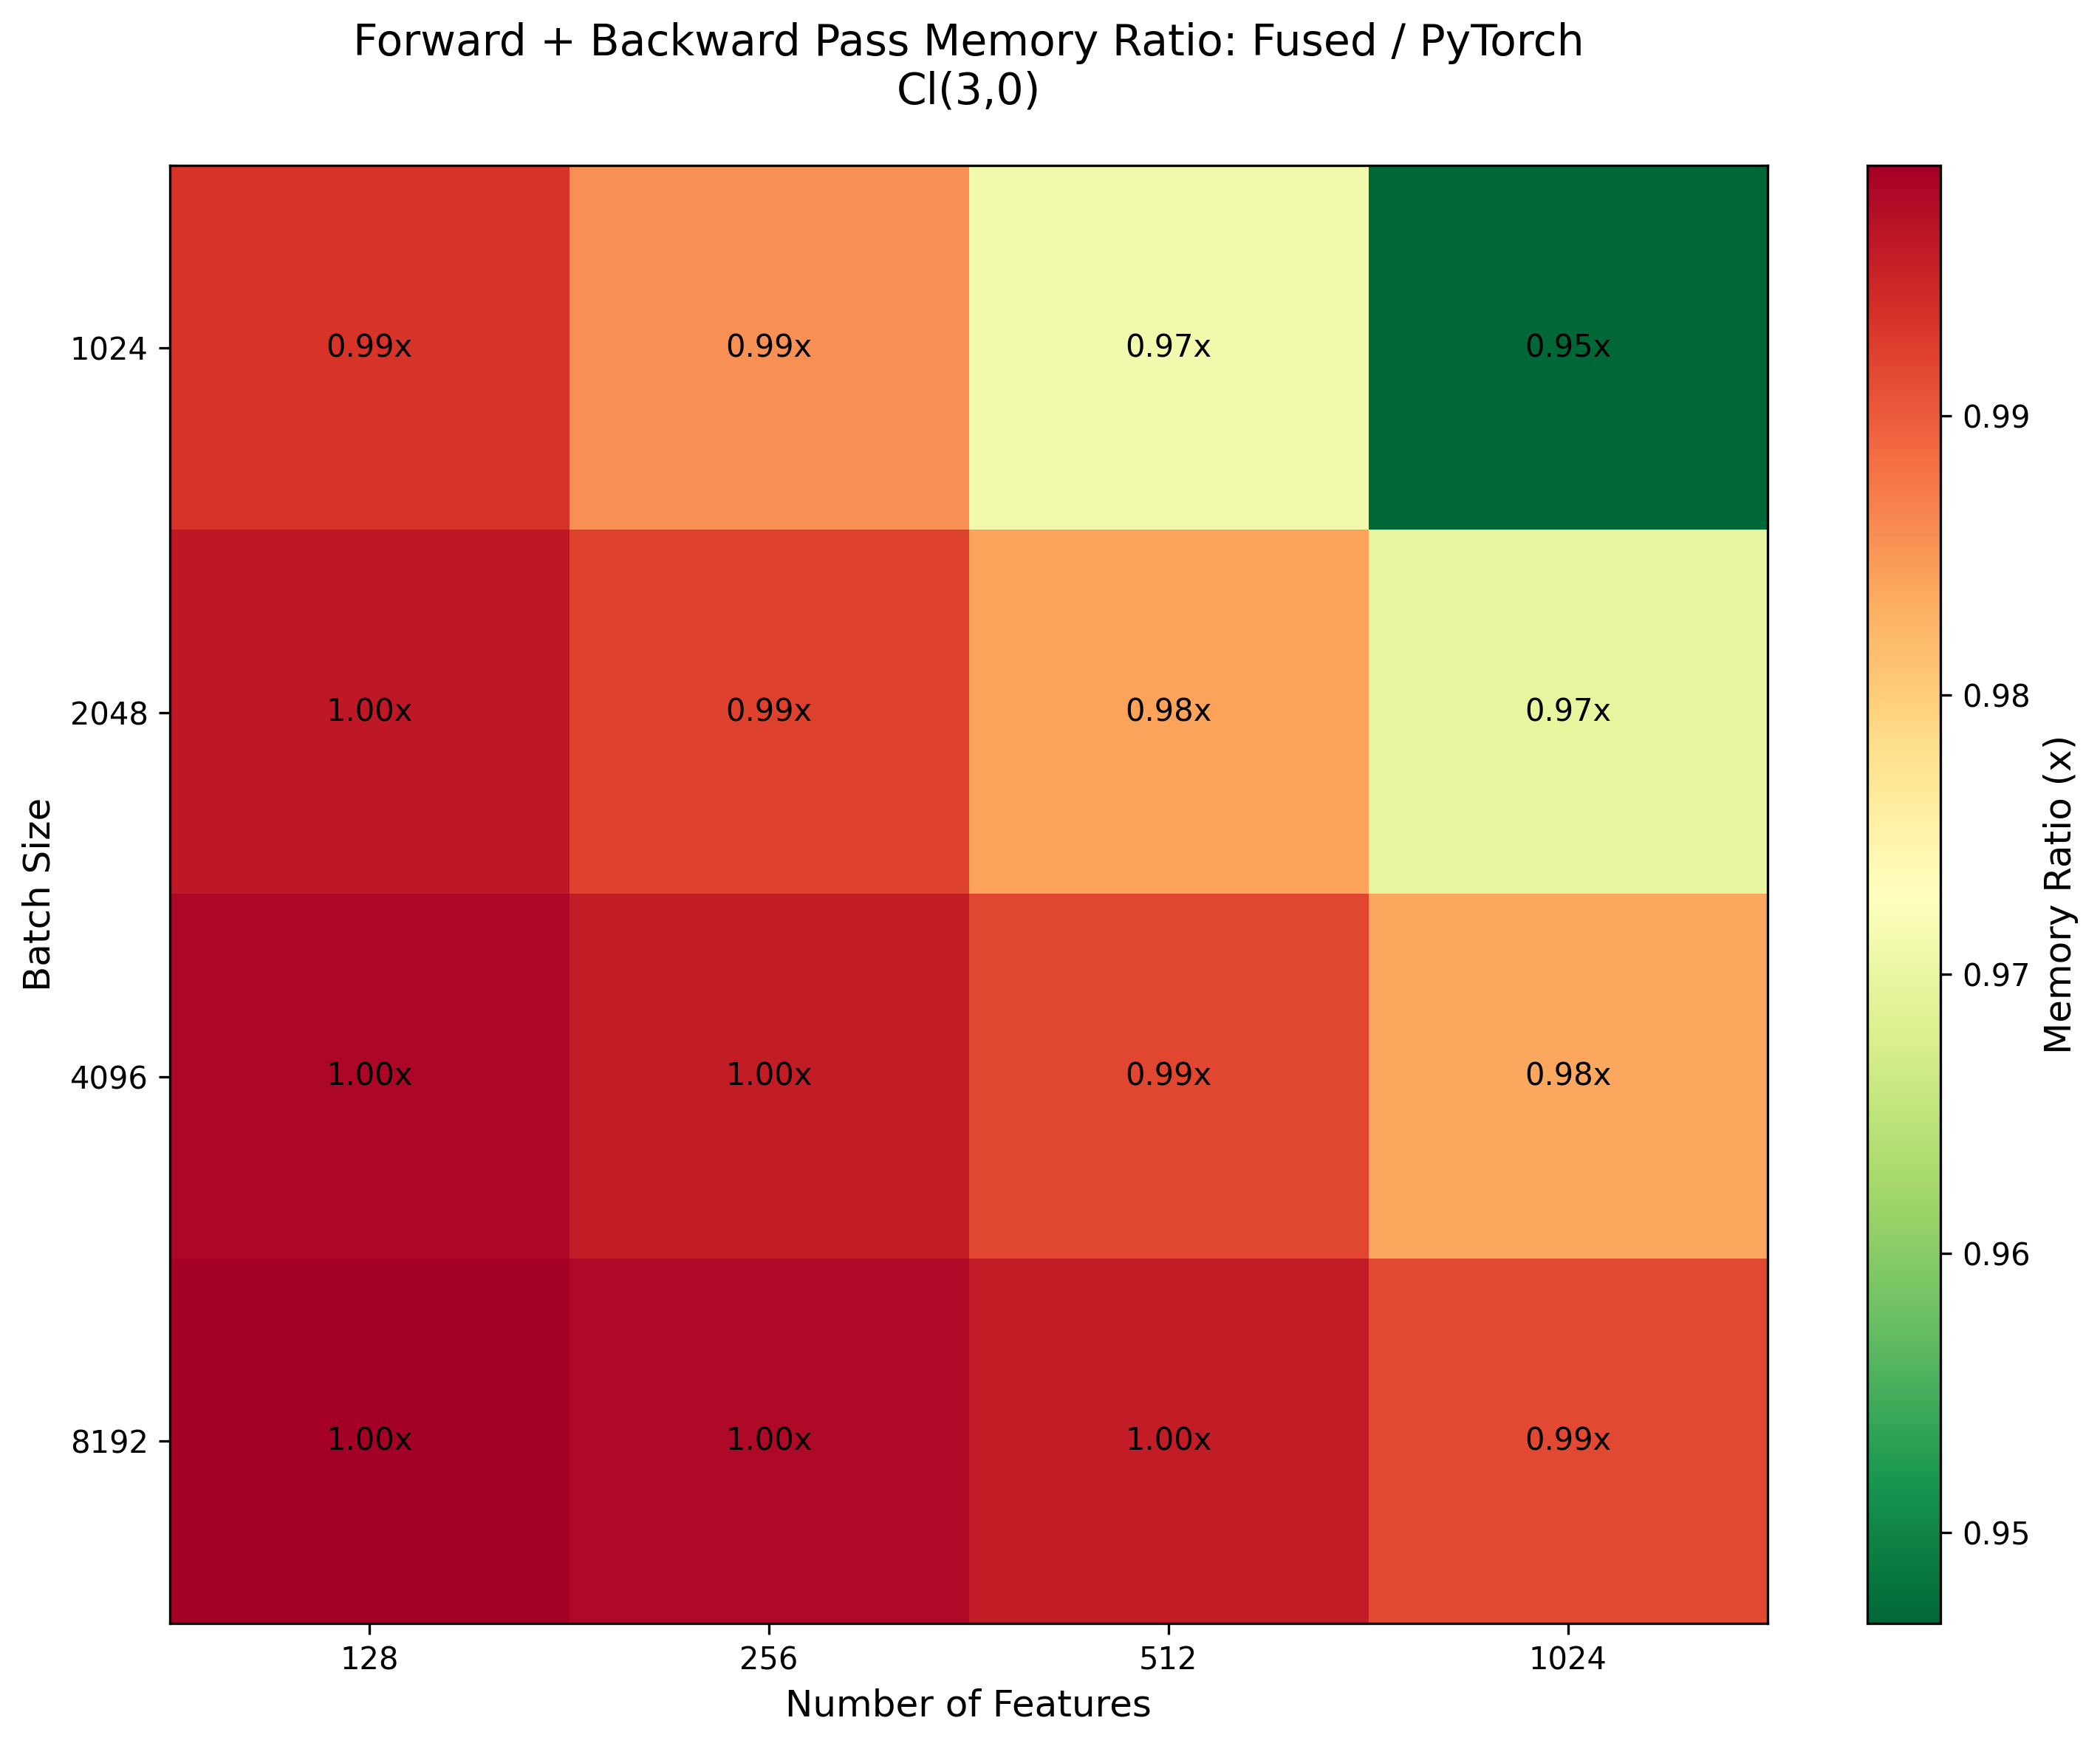 Forward + Backward Pass Memory Ratio: Fused / PyTorch
Cl(3,0)
1024
0.99x
0.99x
0.97x
0.95x
2048
1.00x
0.99x
0.98x
0.97x
4096
1.00x
1.00x
0.99x
0.98x
8192
1.00x
1.00x
1.00x
0.99x
128
256
512
1024
Number of Features
Batch Size
0.99
0.98
0.97
0.96
0.95
Memory Ratio (x)